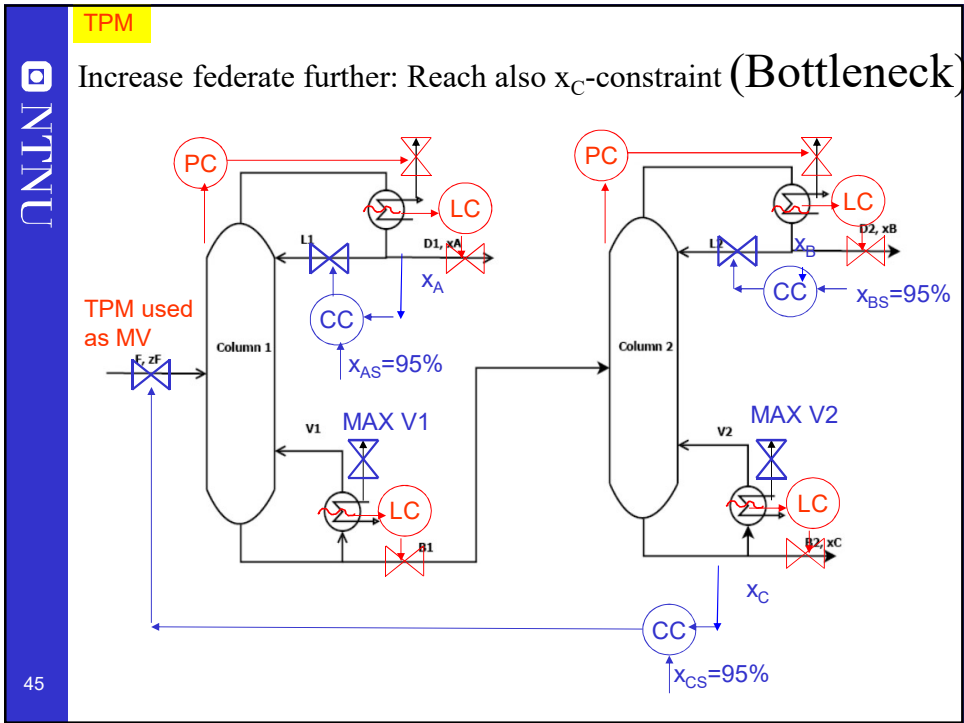 TPM
Increase federate further: Reach also xC-constraint (Bottleneck)
NTNU
PC
LC
L1
D1, xA
xA
CC
xAS=95%
TPM used
as MV
F, zF
Column 1
V1
MAX V1
LC
B1
PC
LC
L2
xB
D2, xB
CC
xBS=95%
Column 2
V2
MAX V2
LC
B2, xC
xC
CC
xCS=95%
45